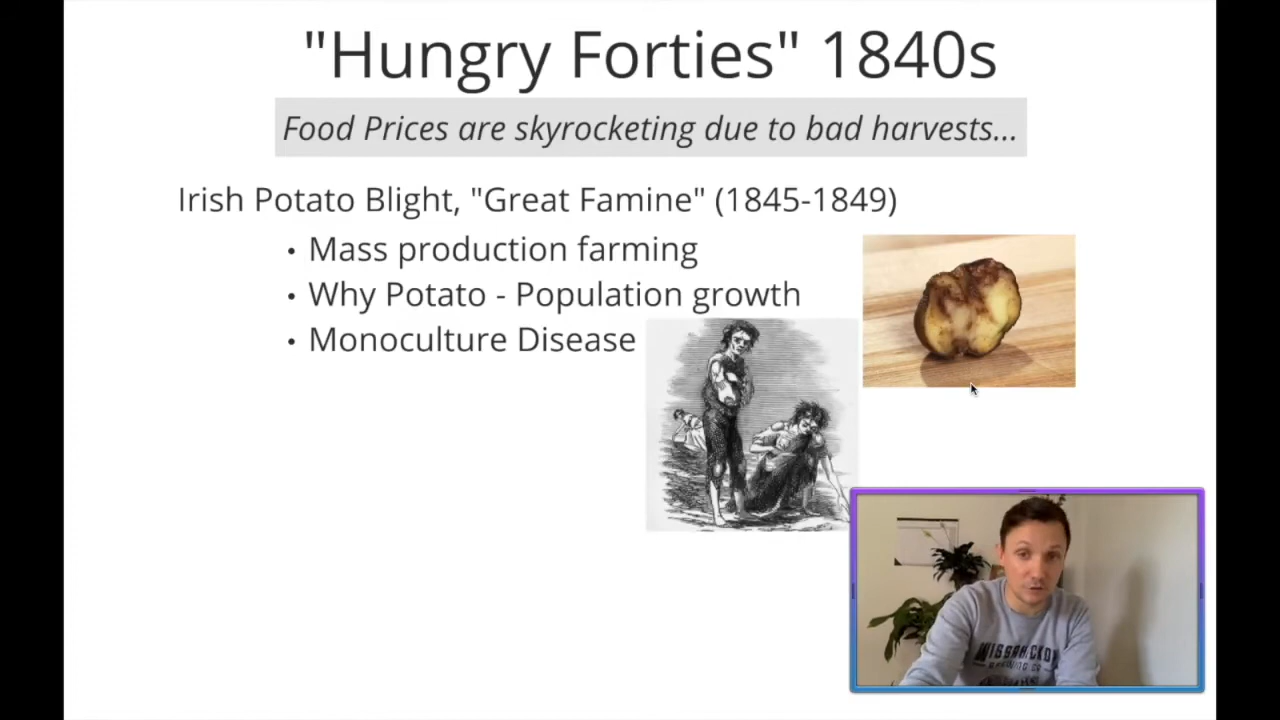 "Hungry Forties" 1840s
Food Prices are skyrocketing due to bad harvests...
Irish Potato Blight, "Great Famine" (1845-1849)
• Mass production farming
• Why Potato - Population growth
• Monoculture Disease